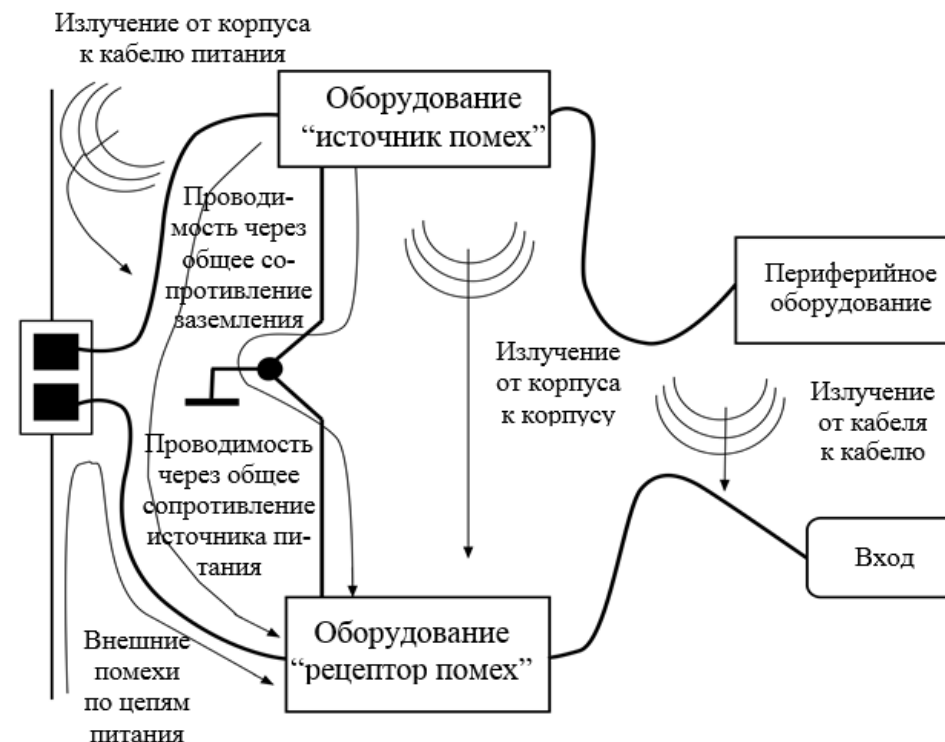 Излучение от корпуса
к кабелю питания
Оборудование
“источник помех”
Проводи-
мость через
общее со-
противление
заземления
Периферийное
оборудование
Излучение
от корпуса
к корпусу
Излучение
от кабеля
к кабелю
Проводимость
через общее
сопротивление
источника пи-
тания
Вход
Оборудование
“рецептор помех”
Внешние
помехи
по цепям
питания